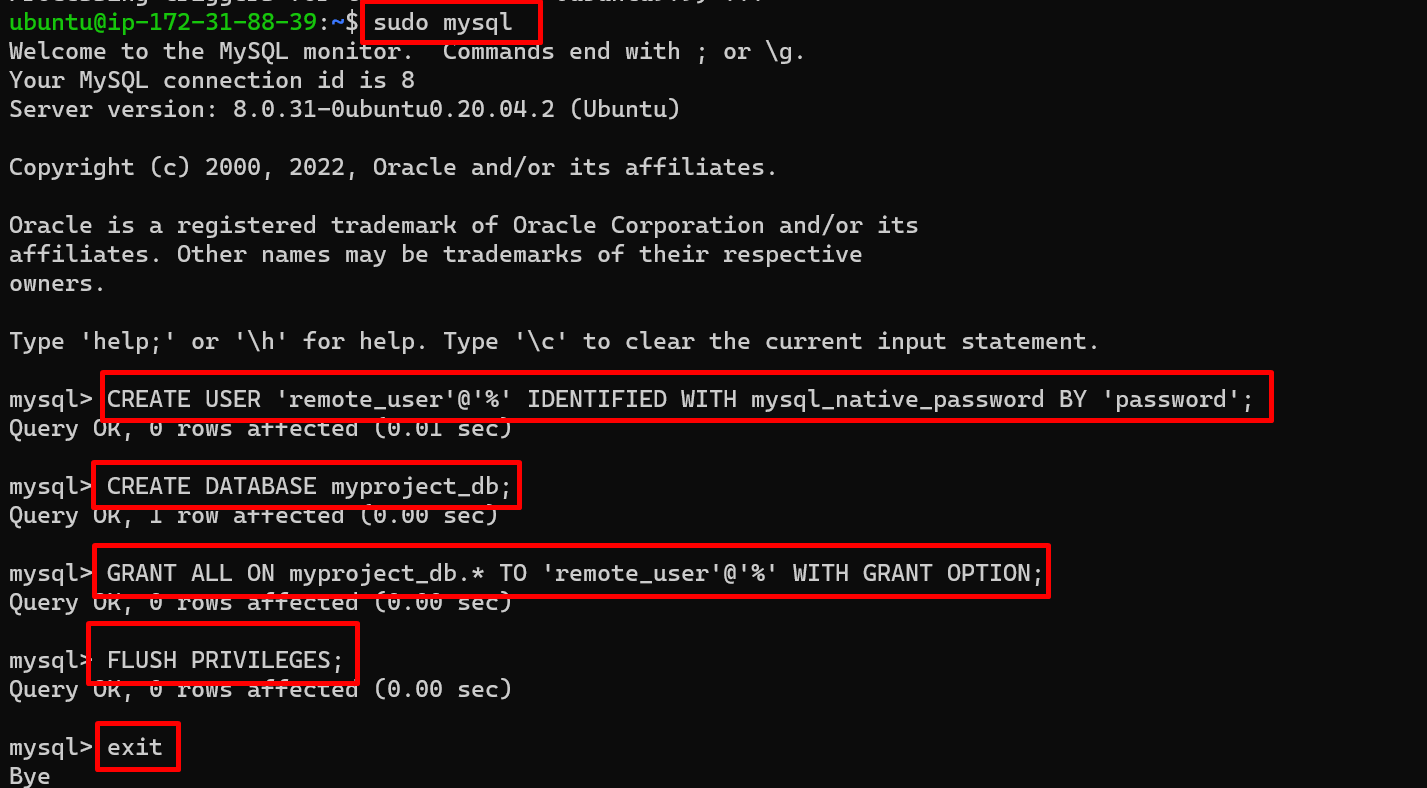 ubuntu@ip-172-31-88-39:~$ sudo mysql
Welcome to the MySQL monitor.  Commands end with ; or \g.
Your MySQL connection id is 8
Server version: 8.0.31-0ubuntu0.20.04.2 (Ubuntu)
Copyright (c) 2000, 2022, Oracle and/or its affiliates.
Oracle is a registered trademark of Oracle Corporation and/or its
affiliates. Other names may be trademarks of their respective
owners.
Type 'help;' or '\h' for help. Type '\c' to clear the current input statement.
mysql> CREATE USER 'remote_user'@'%' IDENTIFIED WITH mysql_native_password BY 'password';
Query OK, 0 rows affected (0.01 sec)
mysql> CREATE DATABASE myproject_db;
Query OK, 1 row affected (0.00 sec)
mysql> GRANT ALL ON myproject_db.* TO 'remote_user'@'%' WITH GRANT OPTION;
Query OK, 0 rows affected (0.00 sec)
mysql> FLUSH PRIVILEGES;
Query OK, 0 rows affected (0.00 sec)
mysql> exit
Bye